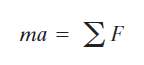 ma = ∑ F